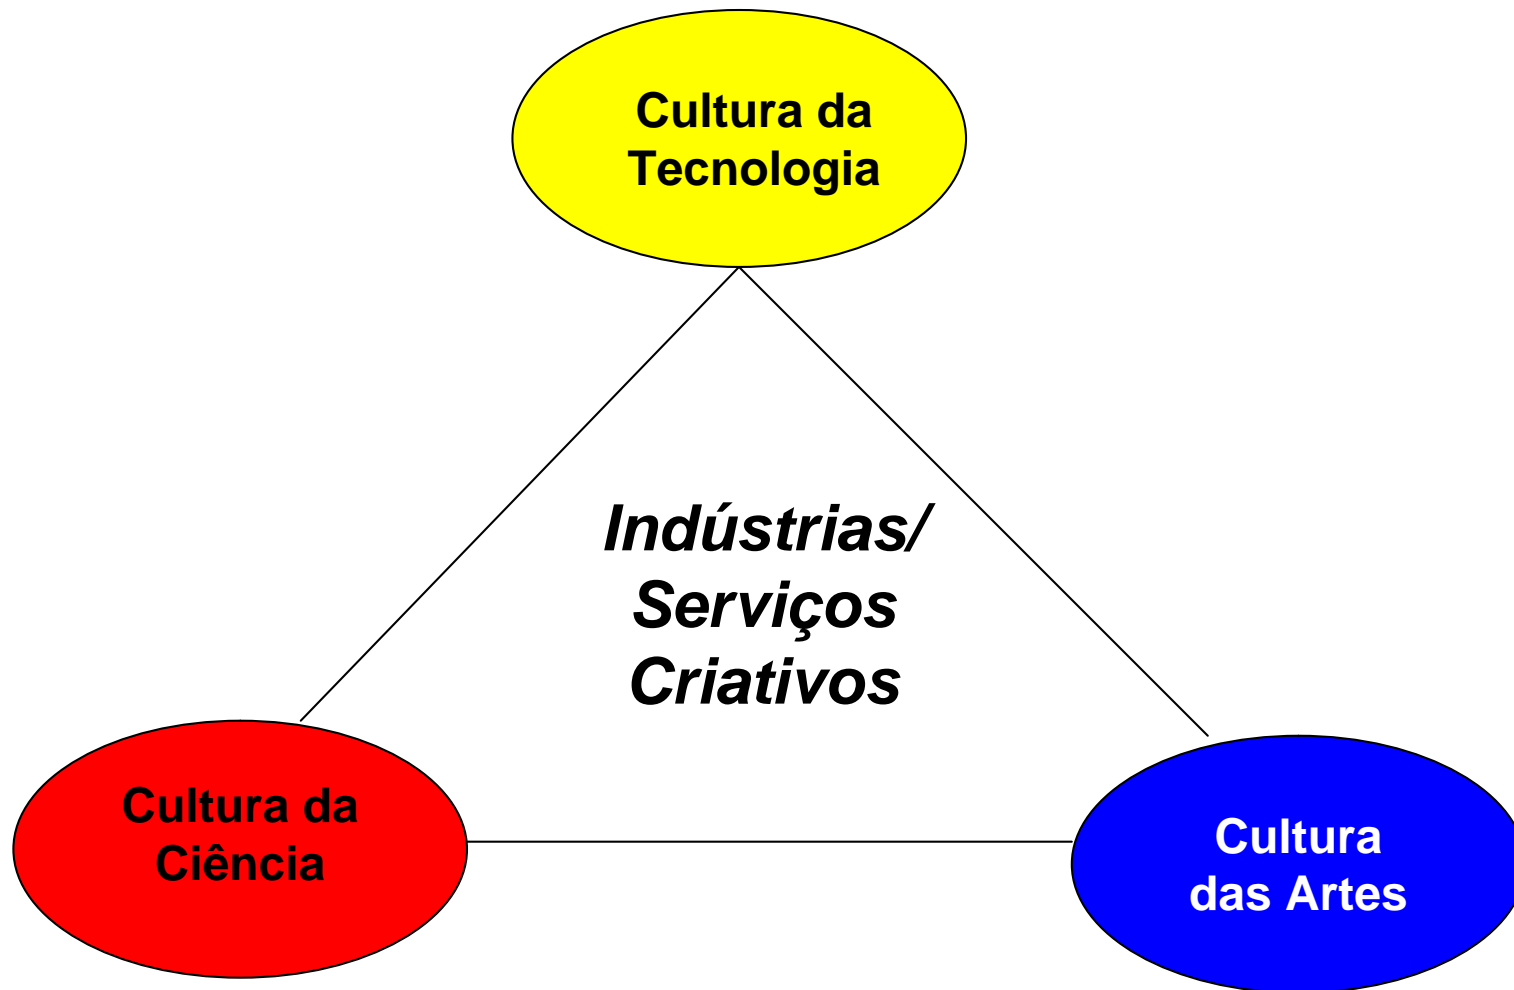 Cultura da
Tecnologia
Indústrias/
Serviços
Criativos
Cultura da
Ciência
Cultura
das Artes